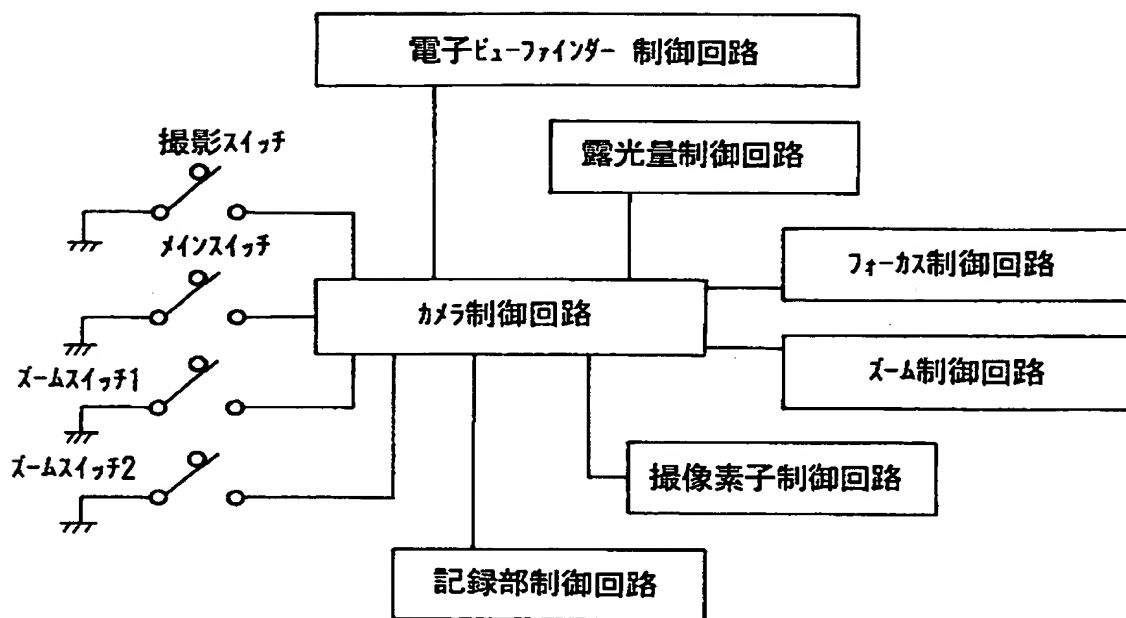 電子ビューファインダー 制御回路
露光量制御回路
撮影スイッチ
メインスイッチ
フォーカス制御回路
カメラ制御回路
ズーム制御回路
ズームスイッチ1
ズームスイッチ2
撮像素子制御回路
記録部制御回路